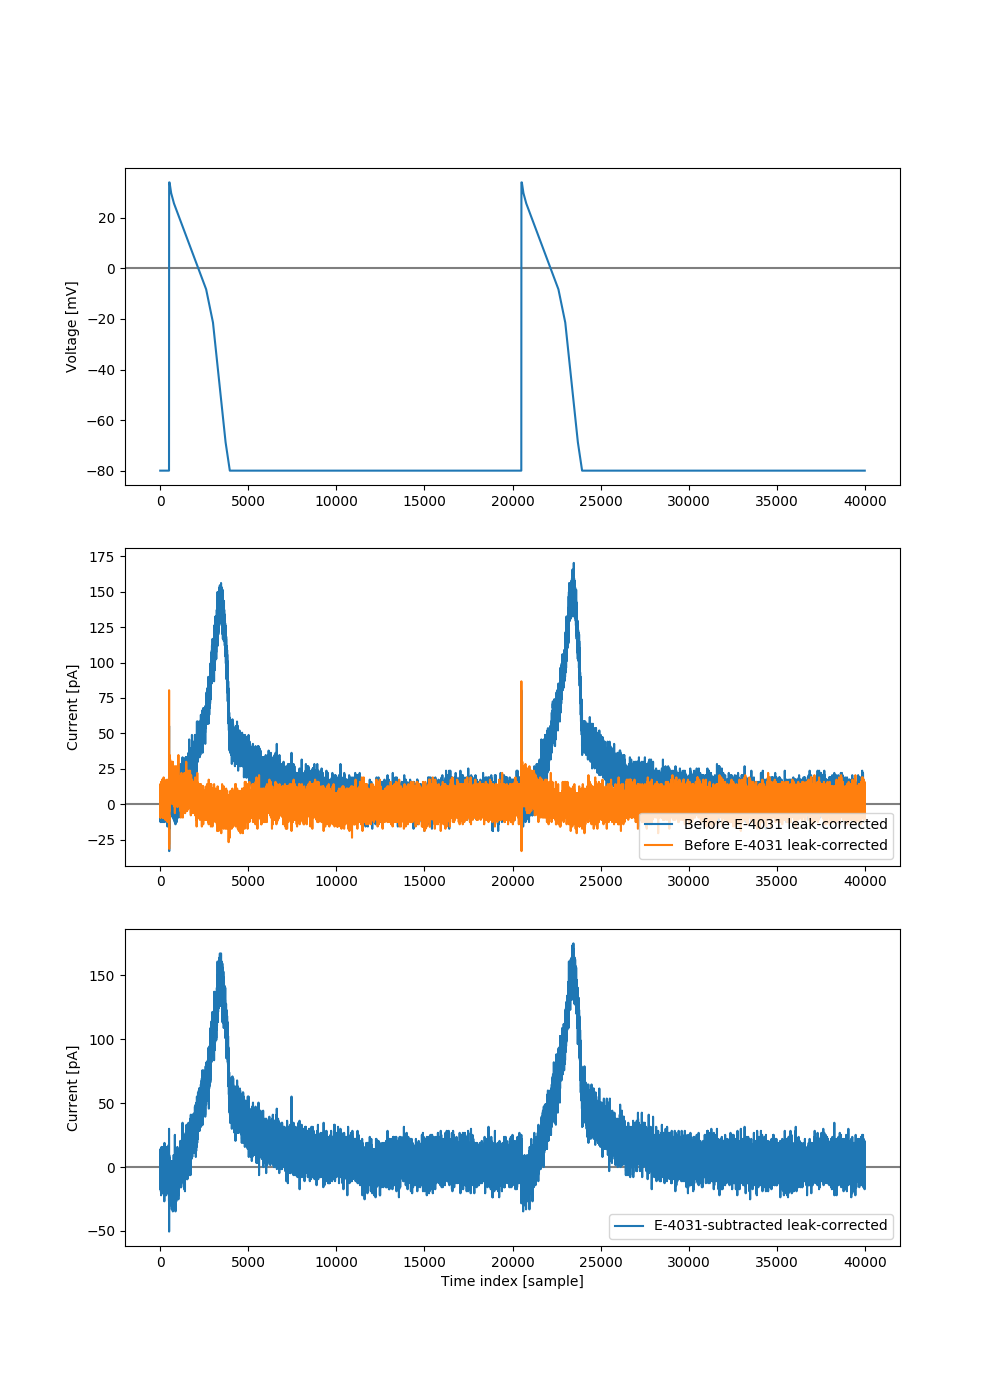 20
0
−20
−40
−60
−80
Voltage [mV]
0 5000 10000 15000 20000 25000 30000 35000 40000
175
150
125
100
75
50
25
0
−25
Current [pA]
Before E-4031 leak-corrected
Before E-4031 leak-corrected
0 5000 10000 15000 20000 25000 30000 35000 40000
150
100
50
0
−50
Current [pA]
E-4031-subtracted leak-corrected
0 5000 10000 15000 20000 25000 30000 35000 40000
Time index [sample]